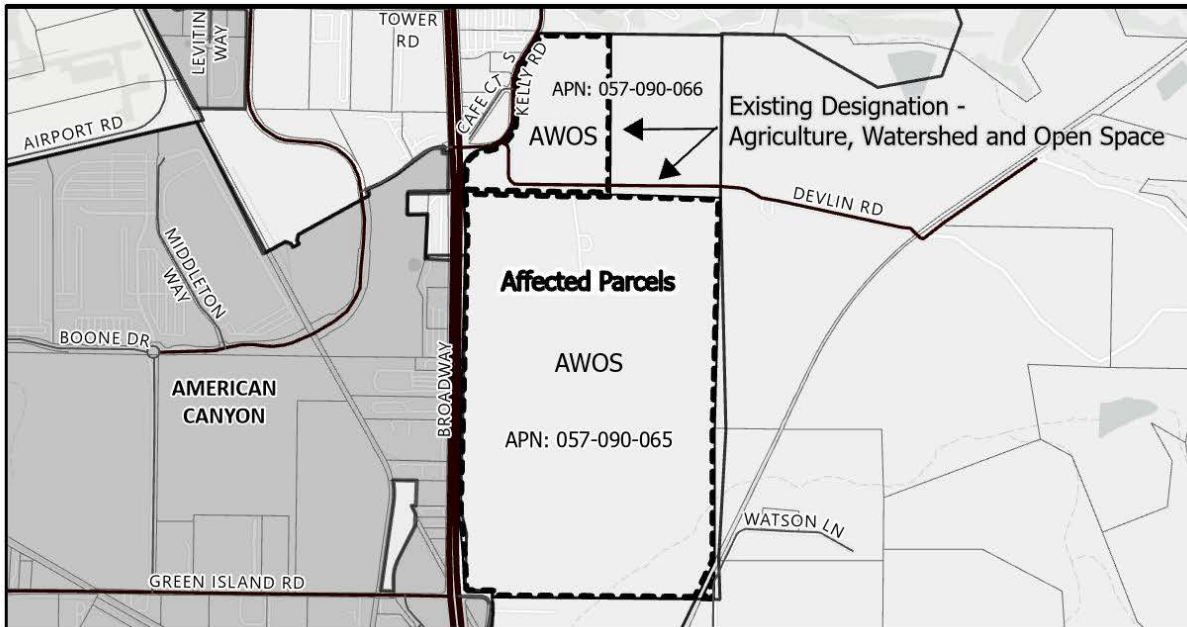 LEVITIN
WAY
TOWER
RD
CAFE CT
S KELLY RD
APN: 057-090-066
AWOS
Existing Designation -
Agriculture, Watershed and Open Space
AIRPORT RD
DEVLIN RD
MIDDLETON
WAY
Affected Parcels
BOONE DR
AMERICAN
CANYON
BROADWAY
AWOS
APN: 057-090-065
WATSON LN
GREEN ISLAND RD